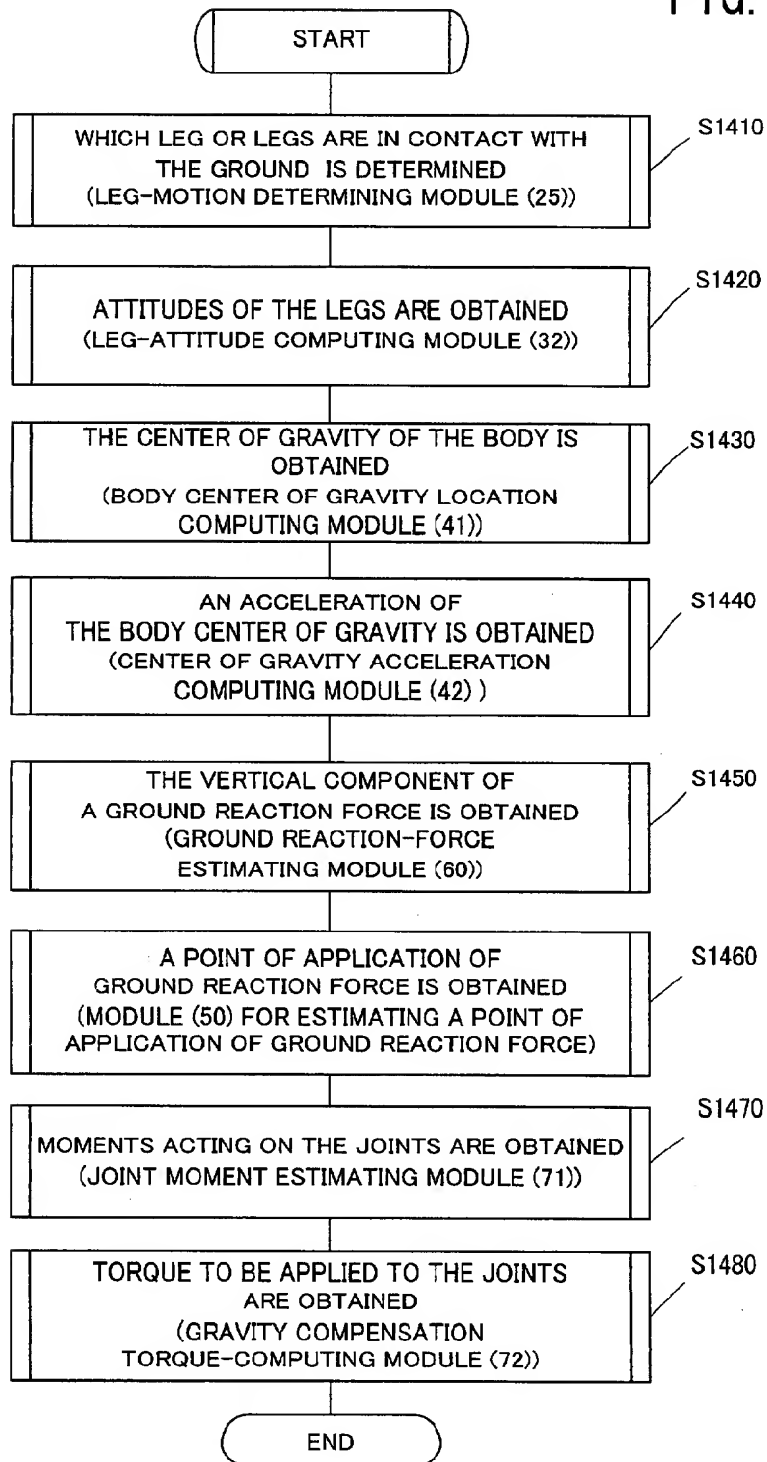 FIG.
START
WHICH LEG OR LEGS ARE IN CONTACT WITH
THE GROUND IS DETERMINED
(LEG-MOTION DETERMINING MODULE (25))
S1410
ATTITUDES OF THE LEGS ARE OBTAINED
(LEG-ATTITUDE COMPUTING MODULE (32))
S1420
THE CENTER OF GRAVITY OF THE BODY IS
OBTAINED
(BODY CENTER OF GRAVITY LOCATION
COMPUTING MODULE (41))
S1430
AN ACCELERATION OF
THE BODY CENTER OF GRAVITY IS OBTAINED
(CENTER OF GRAVITY ACCELERATION
COMPUTING MODULE (42) )
S1440
THE VERTICAL COMPONENT OF
A GROUND REACTION FORCE IS OBTAINED
(GROUND REACTION-FORCE
ESTIMATING MODULE (60))
S1450
A POINT OF APPLICATION OF
GROUND REACTION FORCE IS OBTAINED
(MODULE (50) FOR ESTIMATING A POINT OF
APPLICATION OF GROUND REACTION FORCE)
S1460
MOMENTS ACTING ON THE JOINTS ARE OBTAINED
(JOINT MOMENT ESTIMATING MODULE (71))
S1470
TORQUE TO BE APPLIED TO THE JOINTS
ARE OBTAINED
(GRAVITY COMPENSATION
TORQUE-COMPUTING MODULE (72))
S1480
END